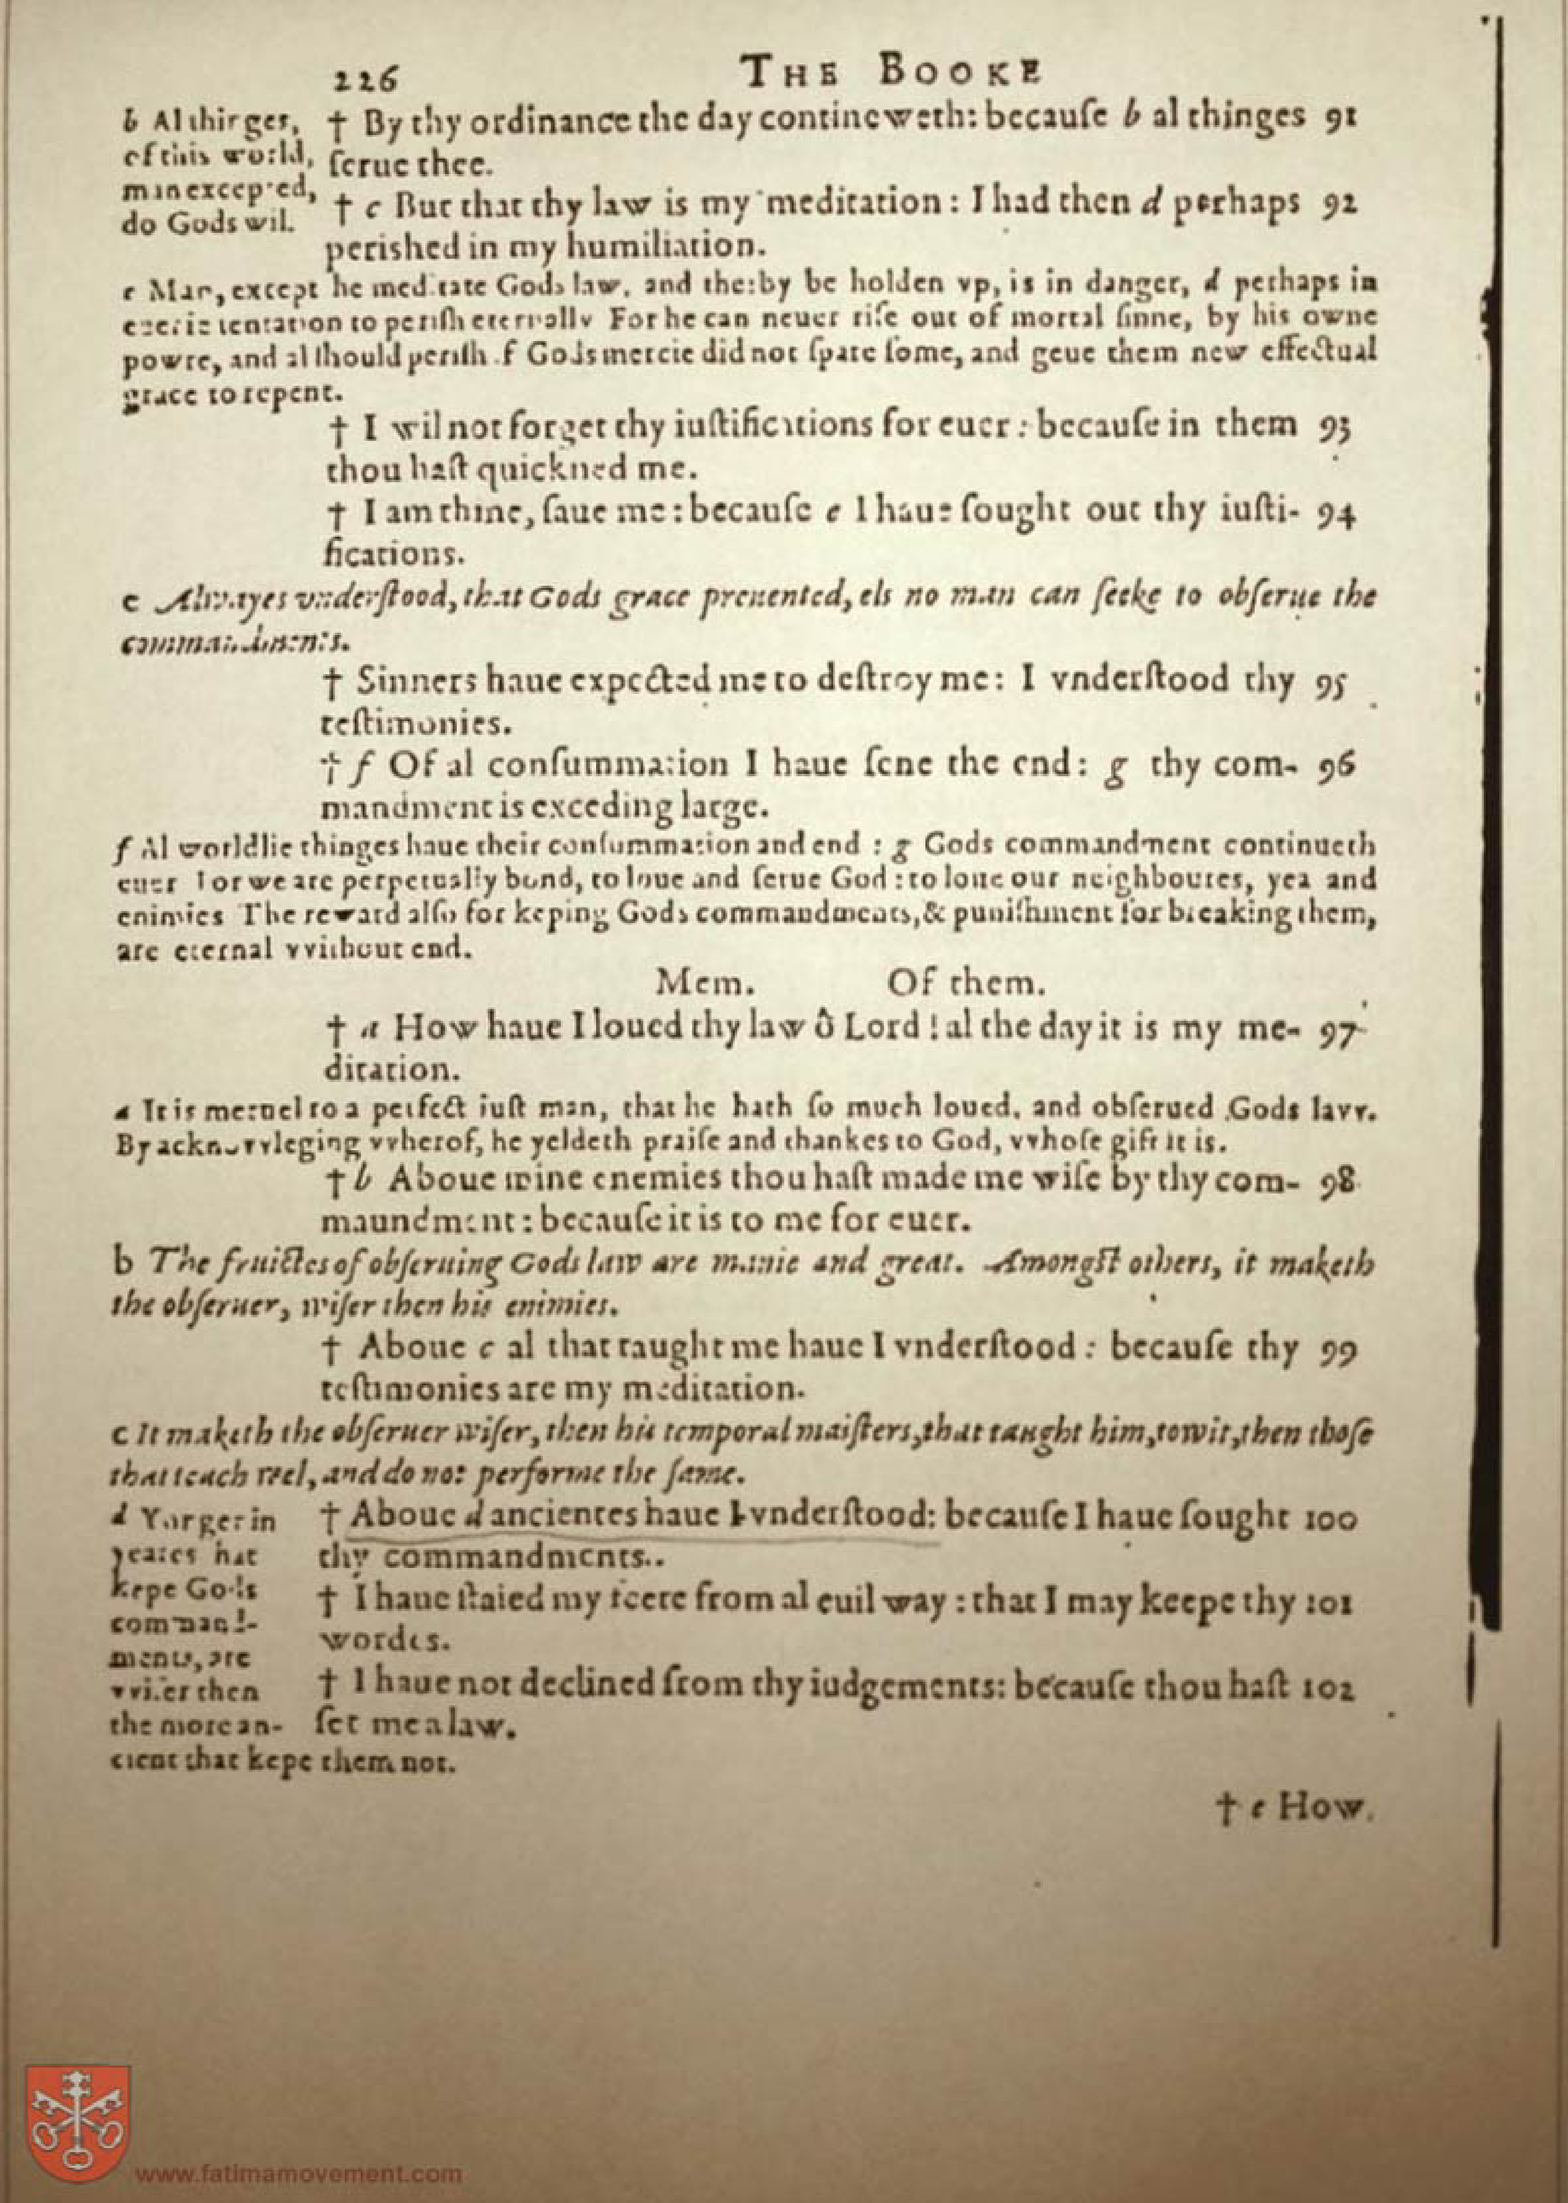 226 THE BOOKE
b Al thinges,
of this world,
man excepted,
do Gods wil.
† By thy ordinance the day contineweth: becauſe b al thinges 91
ſerue thee.
† c But that thy law is my meditation : I had then d perhaps 92
perished in my humiliation.
c Man, except he meditate Gods law, and therby be holden vp, is in danger, d perhaps in
euerie tentation to periſh eternally For he can neuer riſe out of mortal ſinne, by his owne
powre, and al ſhould periſh if Gods mercie did not ſpare ſome, and geue them new effectual
grace to repent.
† I wil not forget thy iuſtifications for euer : becauſe in them 93
thou haſt quickned me.
† I am thine, ſaue me : becauſe e I haue ſought out thy iuſti- 94
fications.
e Alwayes vnderſtood, that Gods grace preuented, els no man can ſeeke to obſerue the
commandments.
† Sinners haue expected me to deſtroy me: I vnderſtood thy 95
teſtimonies.
† f Of al conſummation I haue ſene the end: g thy com- 96
mandment is exceding large.
f Al worldlie thinges haue their conſummation and end : g Gods commandment continueth
euer For we are perpetually bond, to loue and ſerue God : to loue our neighboures, yea and
enimies The reward alſo for keping Gods commandments, & puniſhment for breaking them,
are eternal vvithout end.
Mem. Of them.
† a How haue I loued thy law ô Lord ! al the day it is my me- 97
ditation.
a It is meruel to a perfect iuſt man, that he hath ſo much loued, and obſerued Gods lavv.
By acknovvleging vvherof, he yeldeth praiſe and thankes to God, vvhoſe gift it is.
† b Aboue mine enemies thou haſt made me wiſe by thy com- 98
maundment : becauſe it is to me for euer.
b The fruictes of obſeruing Gods law are manie and great. Amongſt others, it maketh
the obſeruer, wiſer then his enimies.
† Aboue c al that taught me haue I vnderſtood : becauſe thy 99
teſtimonies are my meditation.
c It maketh the obſeruer wiſer, then his temporal maiſters, that taught him, to wit, then thoſe
that teach wel, and do not performe the ſame.
d Yonger in
yeares that
kepe Gods
command-
ments, are
vviſer then
the more an-
cient that kepe them not.
† Aboue d ancientes haue I vnderſtood: becauſe I haue ſought 100
thy commandments..
† I haue ſtaied my feete from al euil way : that I may keepe thy 101
wordes.
† I haue not declined from thy iudgements: becauſe thou haſt 102
ſet me a law.
† e How.
www.fatimamovement.com